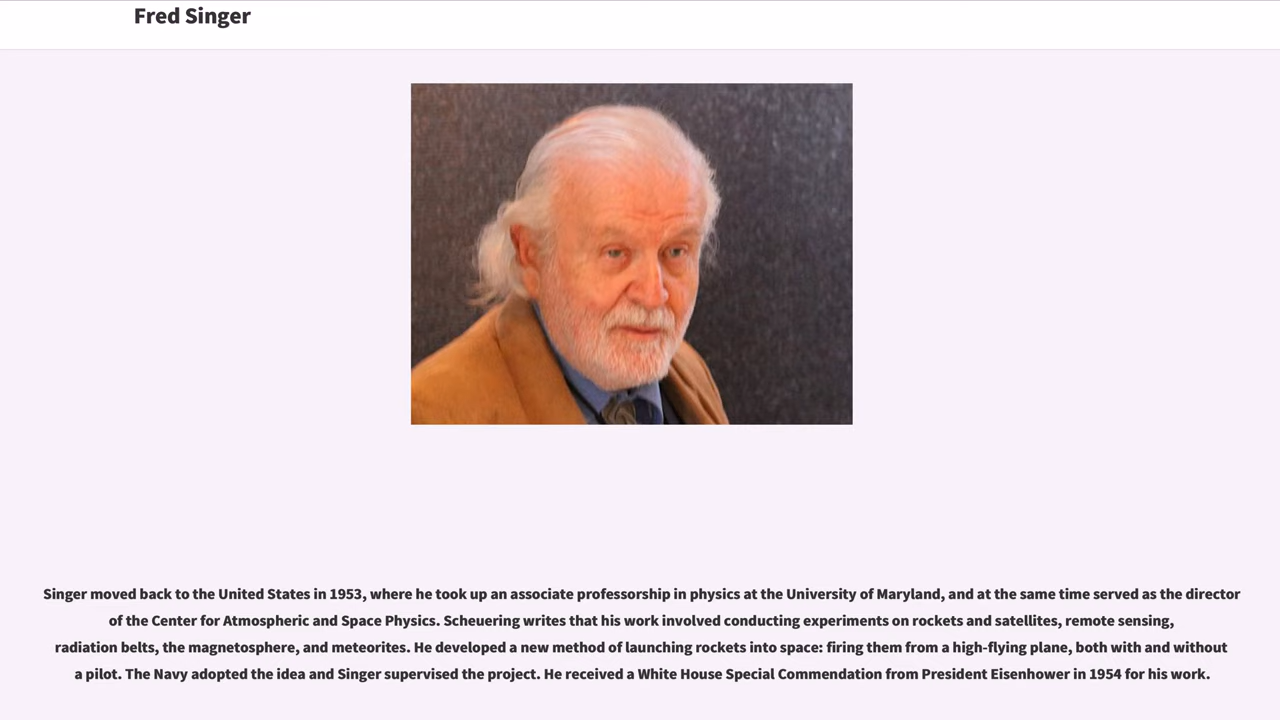 Fred Singer
Singer moved back to the United States in 1953, where he took up an associate professorship in physics at the University of Maryland, and at the same time served as the director
of the Center for Atmospheric and Space Physics. Scheuering writes that his work involved conducting experiments on rockets and satellites, remote sensing,
radiation belts, the magnetosphere, and meteorites. He developed a new method of launching rockets into space: firing them from a high-flying plane, both with and without
a pilot. The Navy adopted the idea and Singer supervised the project. He received a White House Special Commendation from President Eisenhower in 1954 for his work.